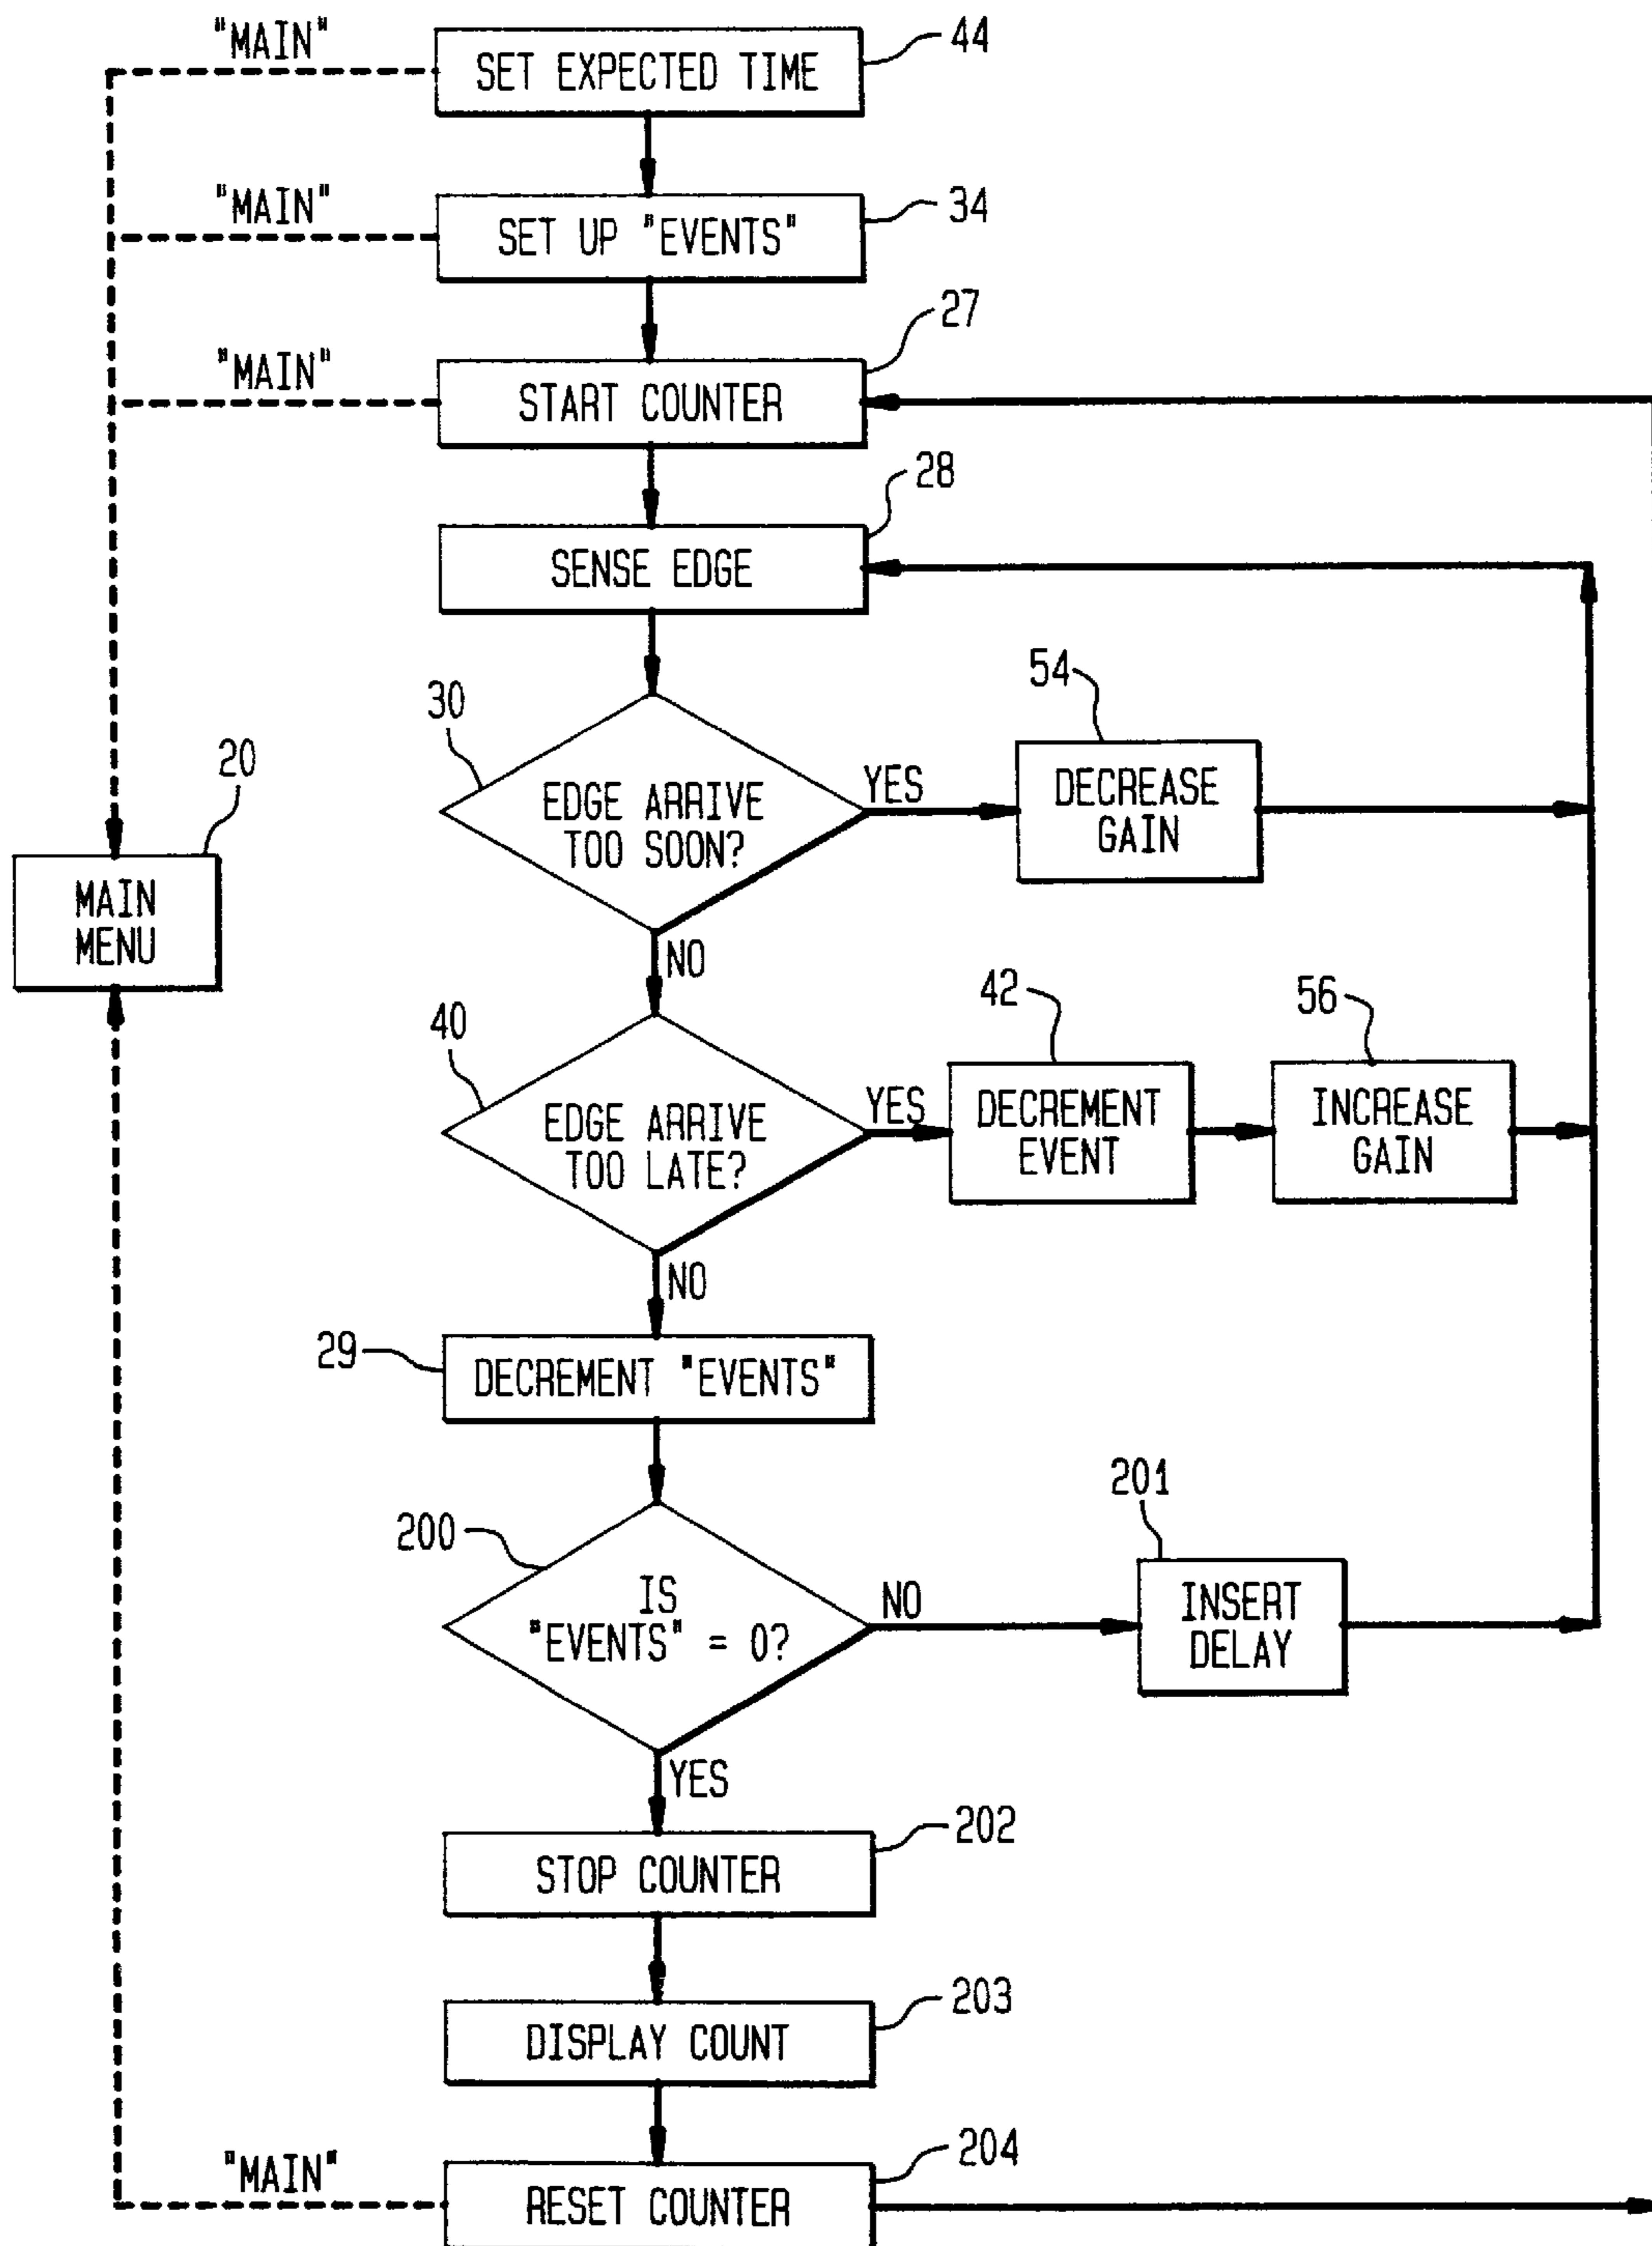 "MAIN"
SET EXPECTED TIME
44
"MAIN"
SET UP "EVENTS"
34
"MAIN"
START COUNTER
27
SENSE EDGE
28
30
EDGE ARRIVE
TOO SOON?
YES
54
DECREASE
GAIN
20
MAIN
MENU
NO
40
EDGE ARRIVE
TOO LATE?
YES
42
DECREMENT
EVENT
56
INCREASE
GAIN
NO
29
DECREMENT "EVENTS"
200
IS
"EVENTS" = 0?
NO
201
INSERT
DELAY
YES
STOP COUNTER
202
DISPLAY COUNT
203
"MAIN"
RESET COUNTER
204